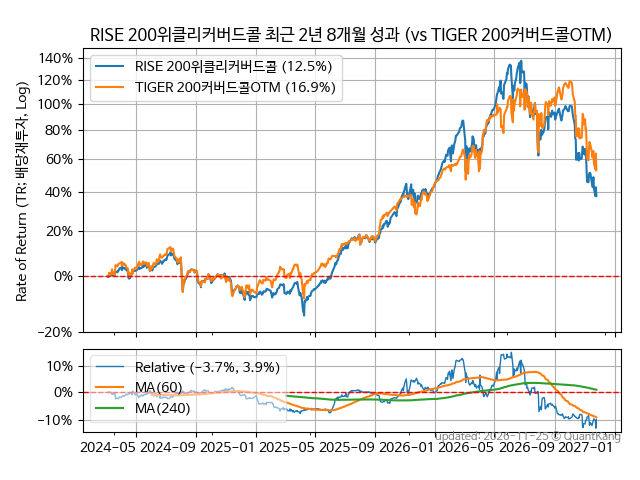 RISE 200위클리커버드콜 최근 2년 8개월 성과 (vs TIGER 200커버드콜OTM)
Rate of Return (TR; 배당재투자, Log)
140%
120%
100%
80%
60%
40%
20%
0%
−20%
RISE 200위클리커버드콜 (12.5%)
TIGER 200커버드콜OTM (16.9%)
10%
0%
−10%
Relative (−3.7%, 3.9%)
MA(60)
MA(240)
updated: 2026-11-25 ⓒ QuantKang
2024-05 2024-09 2025-01 2025-05 2025-09 2026-01 2026-05 2026-09 2027-01